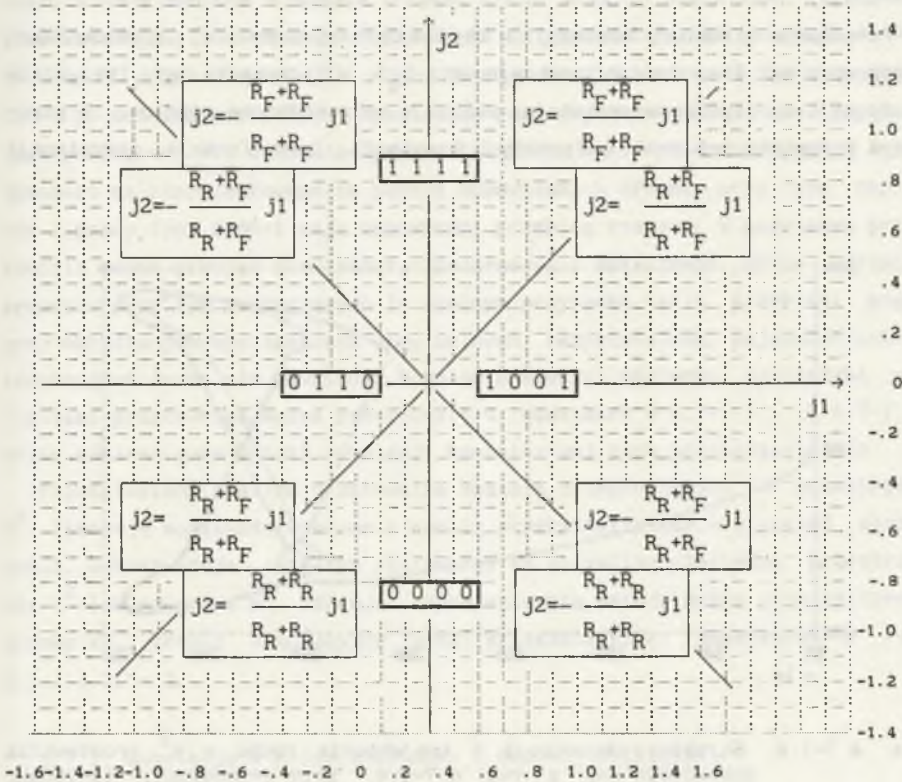 j2
1.4
1.2
1.0
.8
.6
.4
.2
0
-.2
-.4
-.6
-.8
-1.0
-1.2
-1.4
R_F+R_F
j2=-
j1
R_F+R_F
R_F+R_F
j2=
j1
R_F+R_F
1 1 1 1
R_R+R_F
j2=-
j1
R_R+R_F
R_R+R_F
j2=
j1
R_R+R_F
0 1 1 0
1 0 0 1
j1
R_R+R_F
j2=
j1
R_R+R_F
R_R+R_F
j2=-
j1
R_R+R_F
0 0 0 0
R_R+R_R
j2=
j1
R_R+R_R
R_R+R_R
j2=-
j1
R_R+R_R
-1.6-1.4-1.2-1.0 -.8 -.6 -.4 -.2 0 .2 .4 .6 .8 1.0 1.2 1.4 1.6